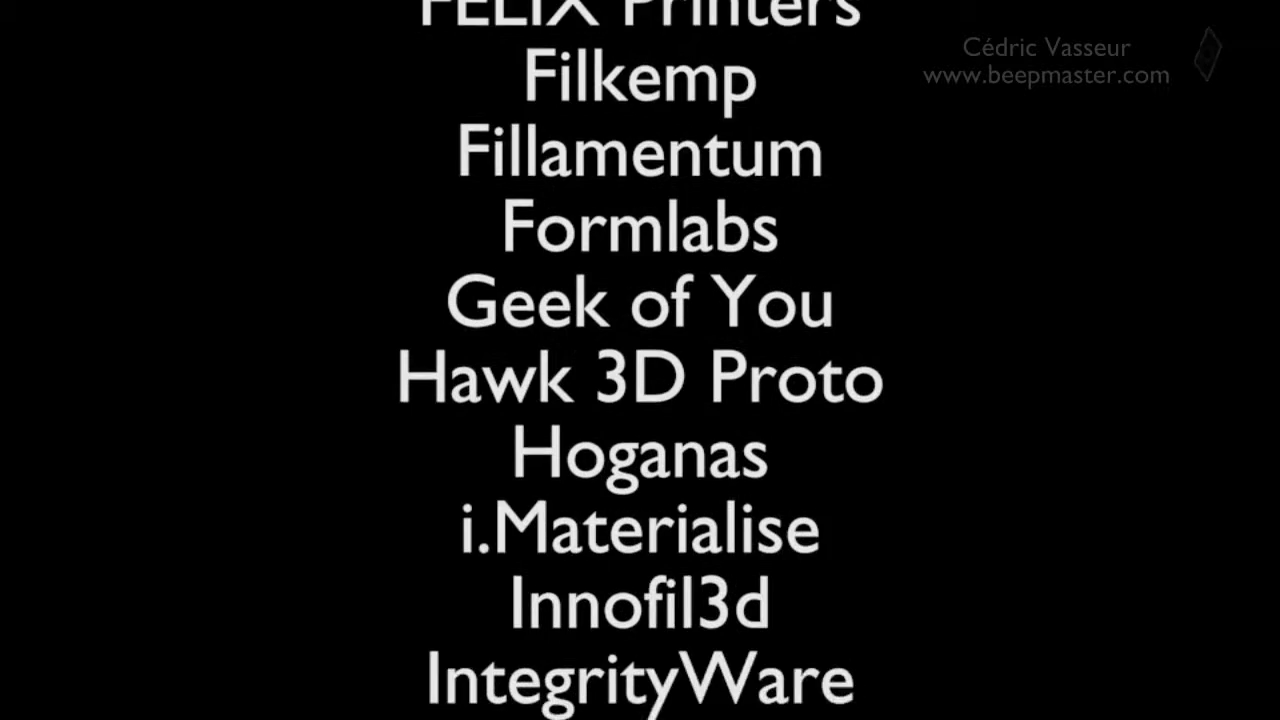 FELIX Printers
Cédric Vasseur
www.beepmaster.com
Filkemp
Fillamentum
Formlabs
Geek of You
Hawk 3D Proto
Hoganas
i.Materialise
Innofil3d
IntegrityWare